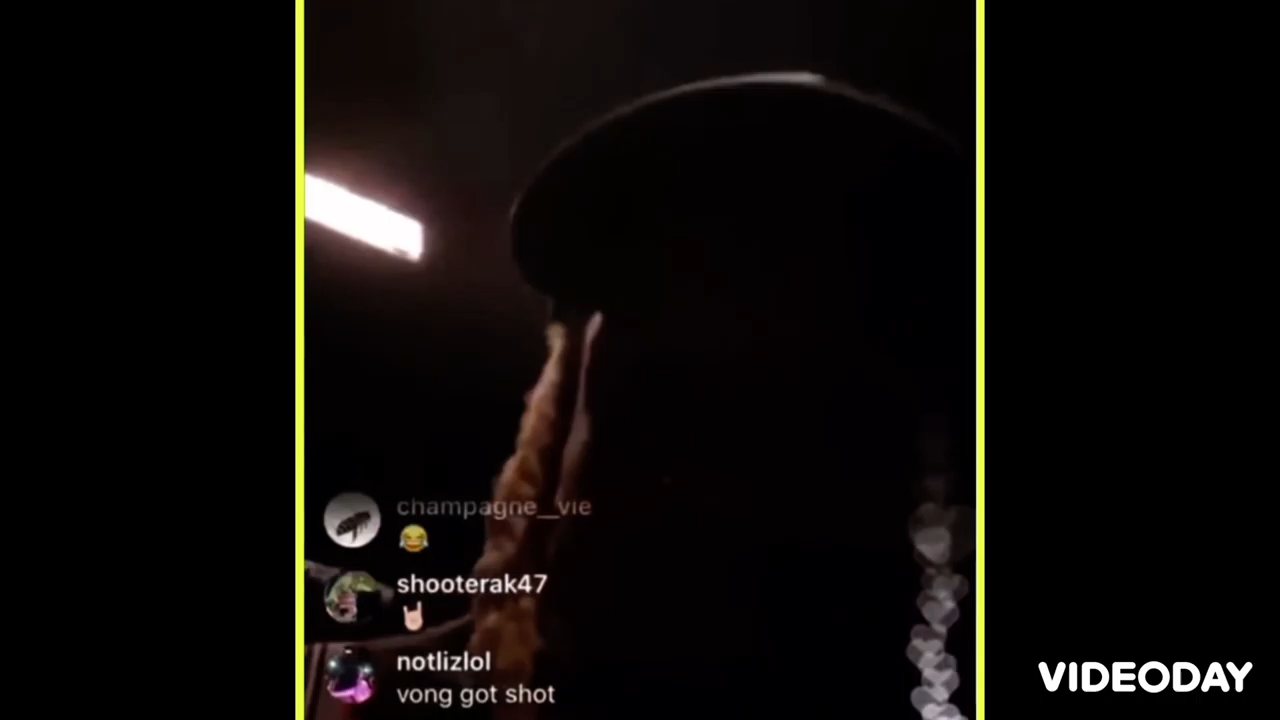 champagne__vie
😂
shooterak47
🤘🏻
notlizlol
vong got shot
VIDEODAY